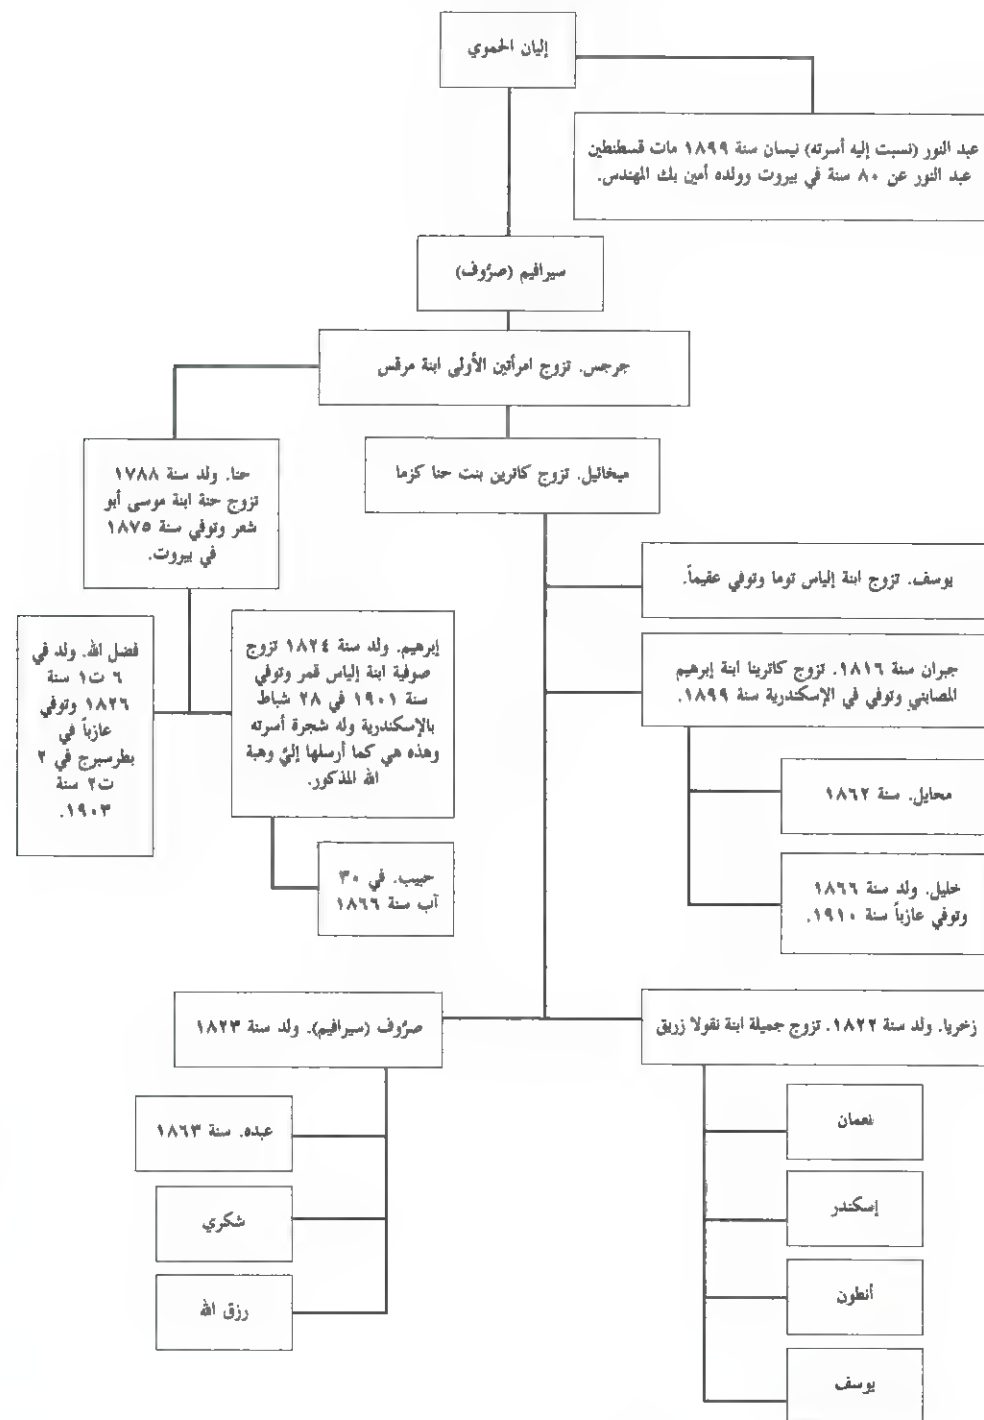 إليان الحموي
عبد النور (نسبت إليه أسرته) نيسان سنة ١٨٩٩ مات قسطنطين
عبد النور عن ٨٠ سنة في بيروت وولده أمين بك المهندس.
سيرافيم (صرُّوف)
جرجس. تزوج امرأتين الأولى ابنة مرقس
حنا. ولد سنة ١٧٨٨
تزوج حنة ابنة موسى أبو
شعر وتوفي سنة ١٨٧٥
في بيروت.
ميخائيل. تزوج كاترين بنت حنا كزما
يوسف. تزوج ابنة إلياس توما وتوفي عقيماً.
فضل الله. ولد في
٦ ت١ سنة
١٨٢٦ وتوفي
عازباً في
بطرسبرج في ٢
ت٢ سنة
١٩٠٣.
إبرهيم. ولد سنة ١٨٢٤ تزوج
صوفية ابنة إلياس قمر وتوفي
سنة ١٩٠١ في ٢٨ شباط
بالإسكندرية وله شجرة أسرته
وهذه هي كما أرسلها إليَّ وهبة
الله المذكور.
جبران سنة ١٨١٦. تزوج كاترينا ابنة إبرهيم
المصابني وتوفي في الإسكندرية سنة ١٨٩٩.
محايل. سنة ١٨٦٢
حبيب. في ٣٠
آب سنة ١٨٦٦
خليل. ولد سنة ١٨٦٦
وتوفي عازباً سنة ١٩١٠.
زخريا. ولد سنة ١٨٢٢. تزوج جميلة ابنة نقولا زريق
صرُّوف (سيرافيم). ولد سنة ١٨٢٣
نعمان
عبده. سنة ١٨٦٣
إسكندر
شكري
أنطون
رزق الله
يوسف